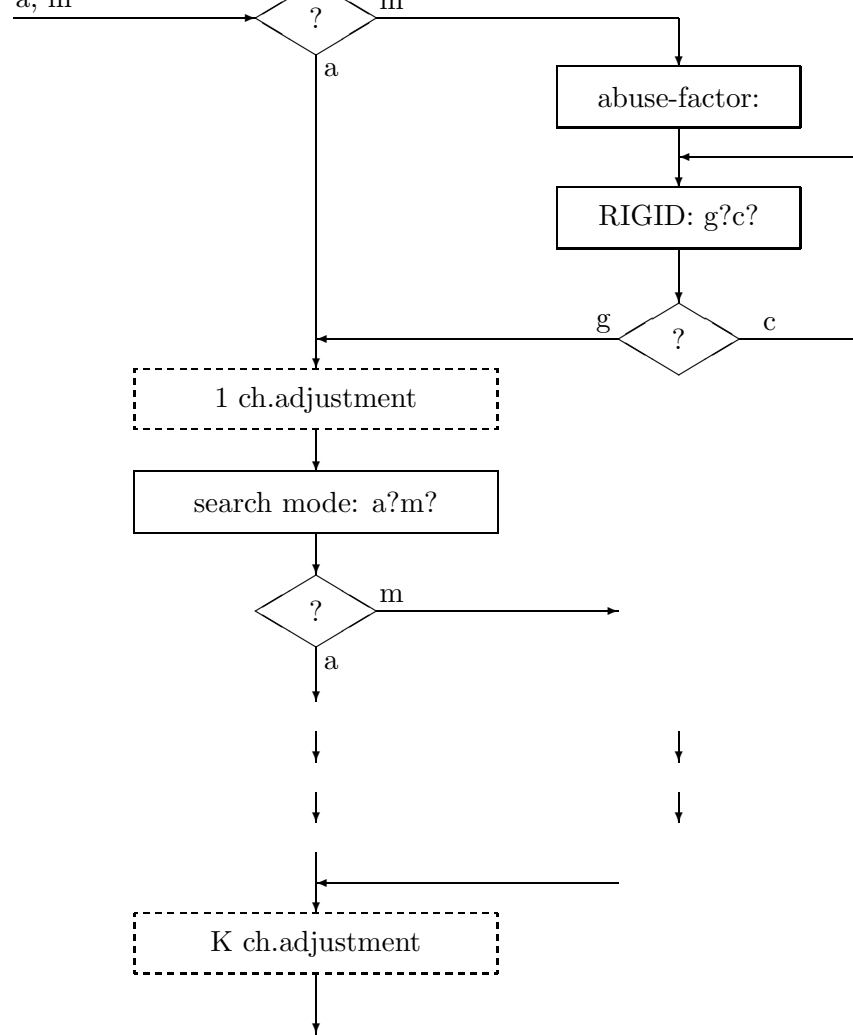 a, m
m
?
a
abuse-factor:
RIGID: g?c?
g
c
?
1 ch.adjustment
search mode: a?m?
m
?
a
K ch.adjustment